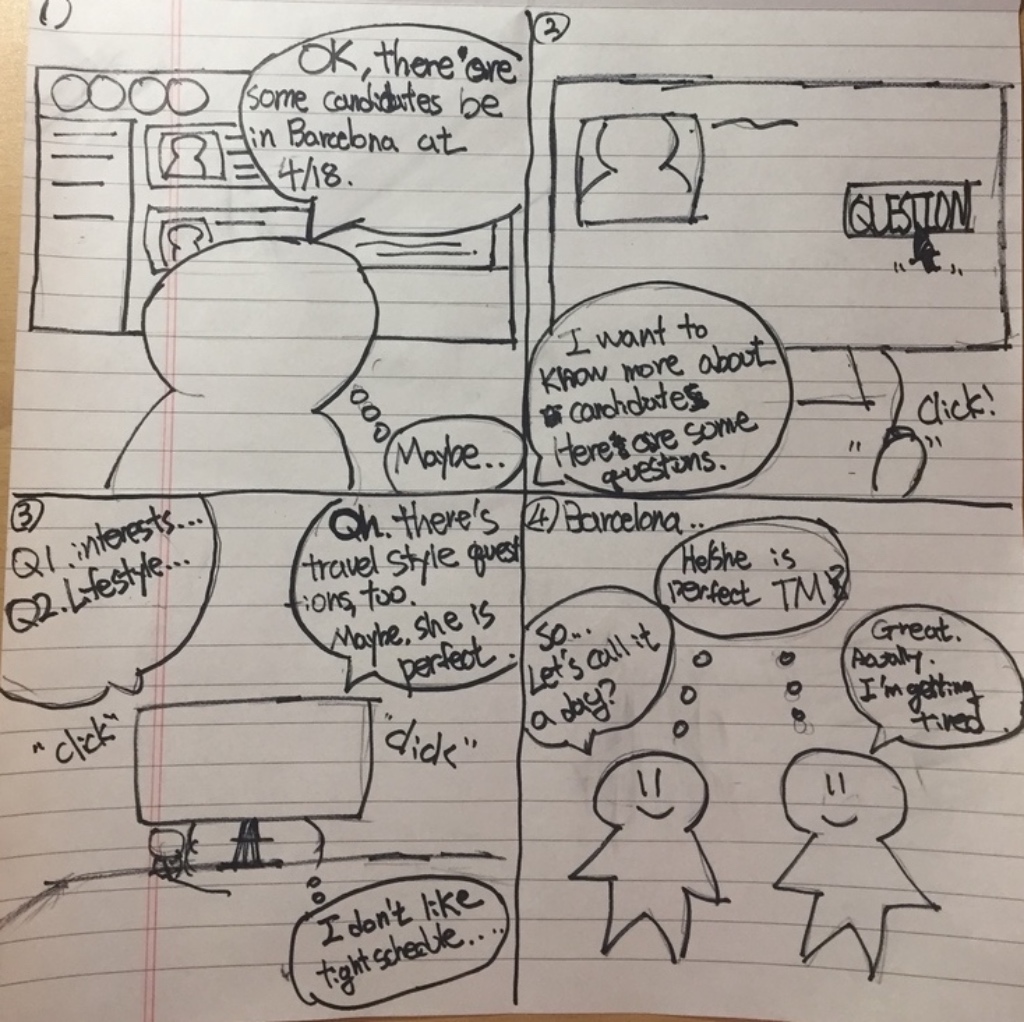 1)
OK, there are
some candidates be
in Barcelona at
4/18.
Maybe..
②
QUESTION
I want to
know more about
candidates
Here are some
questions.
Click!
③
Q1. interests...
Q2. Lifestyle...
Oh. there's
travel style quest
ions, too.
Maybe. she is
perfect.
"click"
"click"
I don't like
tight schedule....
④ Barcelona..
He/she is
perfect TM
So...
Let's call it
a day?
Great.
Actually.
I'm getting
tired